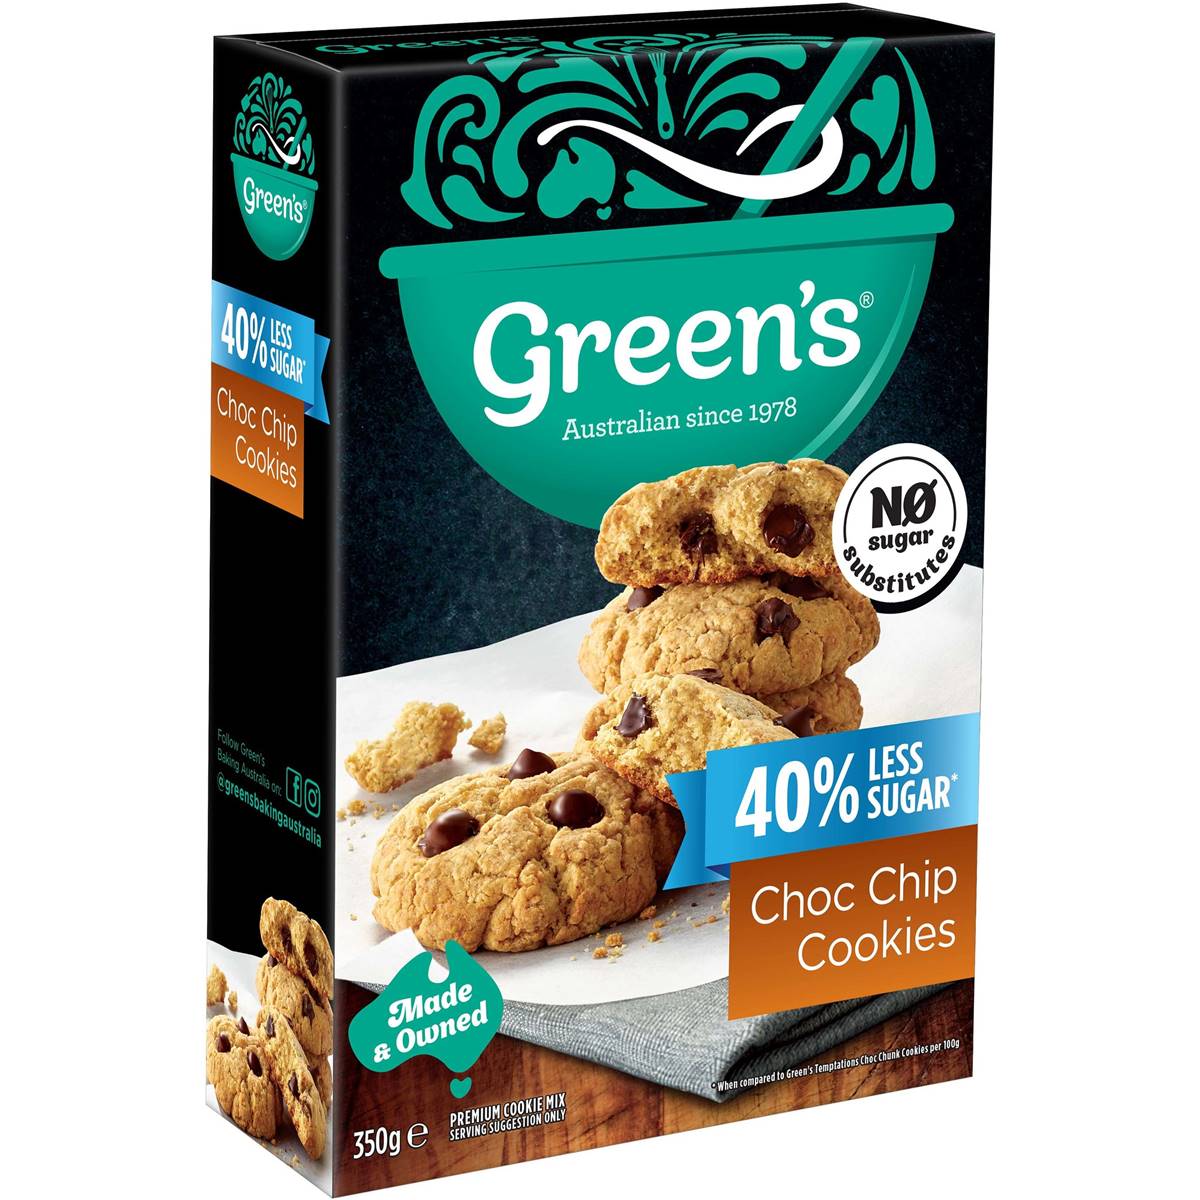 Green's
Green's®
40% LESS
SUGAR*
Choc Chip
Cookies
Follow Green's
Baking Australia on:
@greensbakingaustralia
Green's®
Australian since 1978
NØ
sugar
substitutes
40% LESS
SUGAR*
Choc Chip
Cookies
Made
& Owned
*When compared to Green's Temptations Choc Chunk Cookies per 100g
PREMIUM COOKIE MIX
SERVING SUGGESTION ONLY
350g e